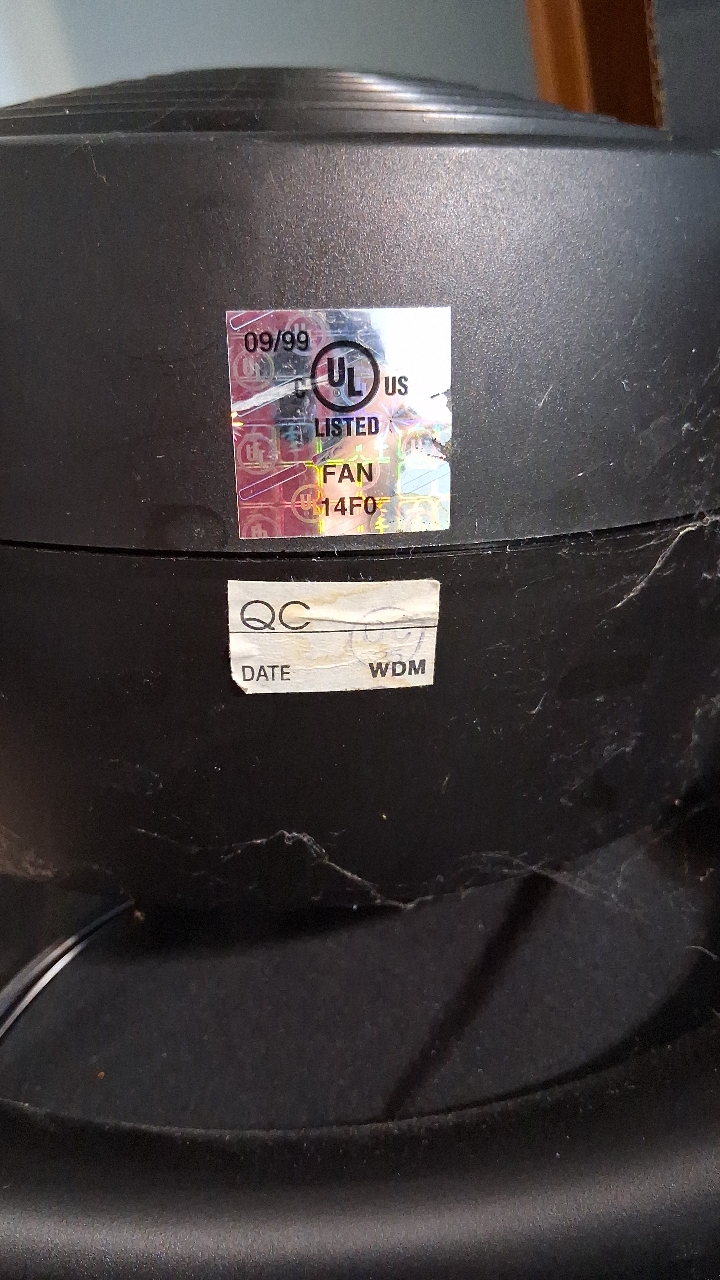 09/99
C UL US
LISTED
FAN
14F0
QC
DATE WDM